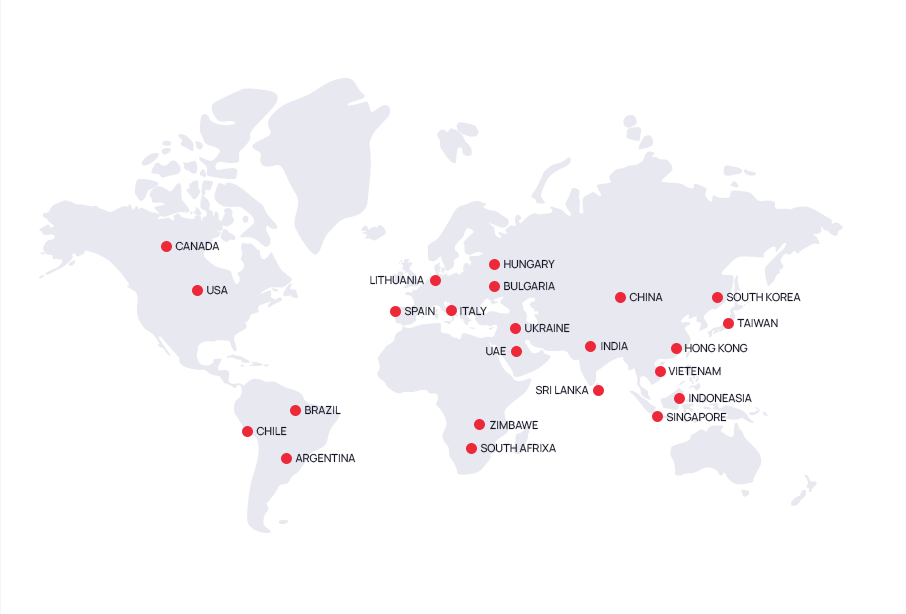 CANADA
HUNGARY
LITHUANIA
BULGARIA
USA
CHINA
SOUTH KOREA
SPAIN
ITALY
TAIWAN
UKRAINE
INDIA
HONG KONG
UAE
VIETENAM
SRI LANKA
INDONEASIA
BRAZIL
SINGAPORE
ZIMBAWE
CHILE
SOUTH AFRIXA
ARGENTINA